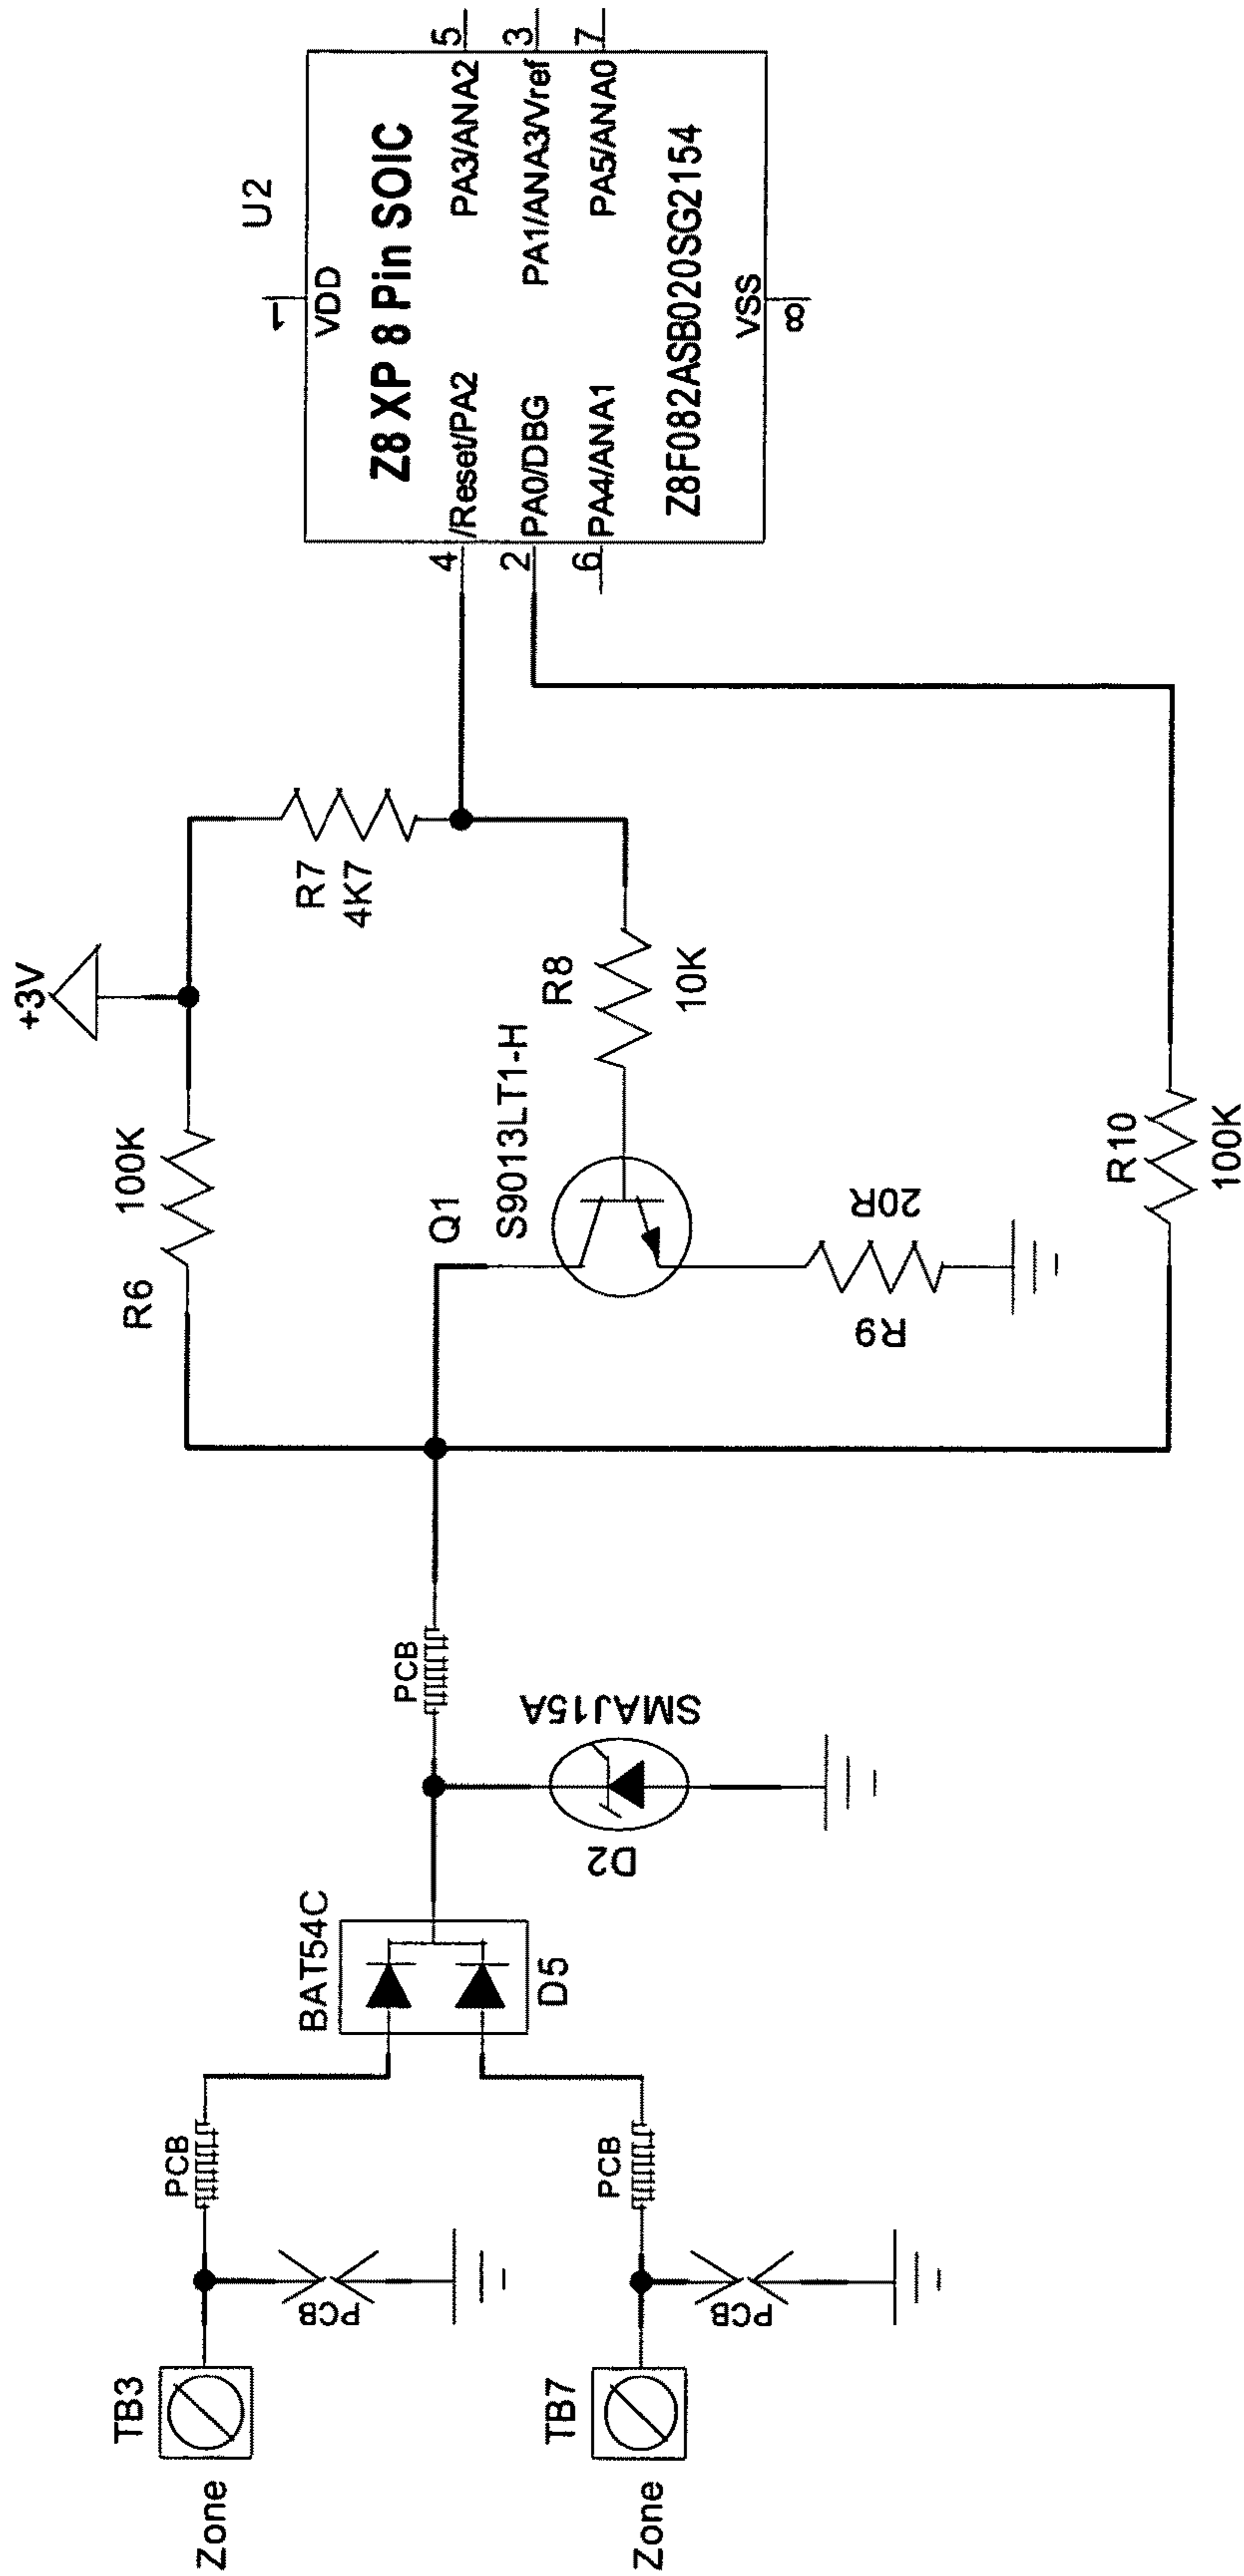 Zone
TB3
PCB
PCB
Zone
TB7
PCB
PCB
BAT54C
D5
D2
SMAJ15A
PCB
R6
100K
+3V
R7
4K7
Q1
S9013LT1-H
R8
10K
R9
20R
R10
100K
U2
1
VDD
Z8 XP 8 Pin SOIC
4
/Reset/PA2
PA3/ANA2
5
2
PA0/DBG
PA1/ANA3/Vref
3
6
PA4/ANA1
PA5/ANA0
7
Z8F082ASB020SG2154
VSS
8